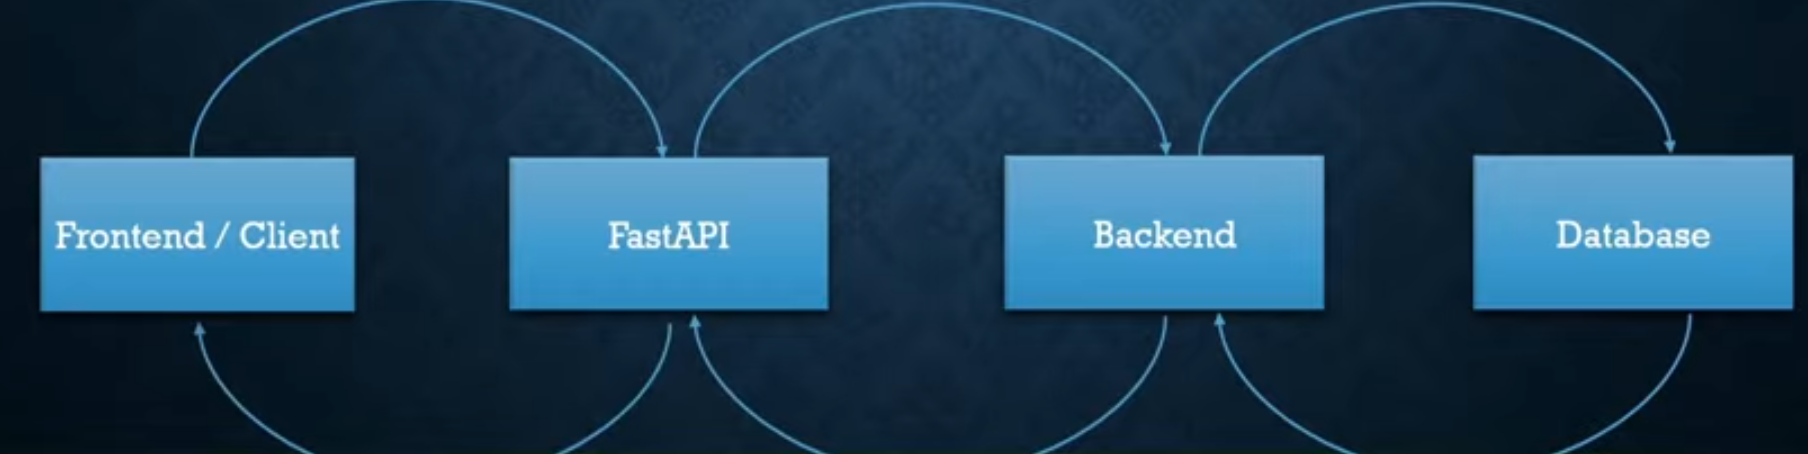 Frontend / Client
FastAPI
Backend
Database